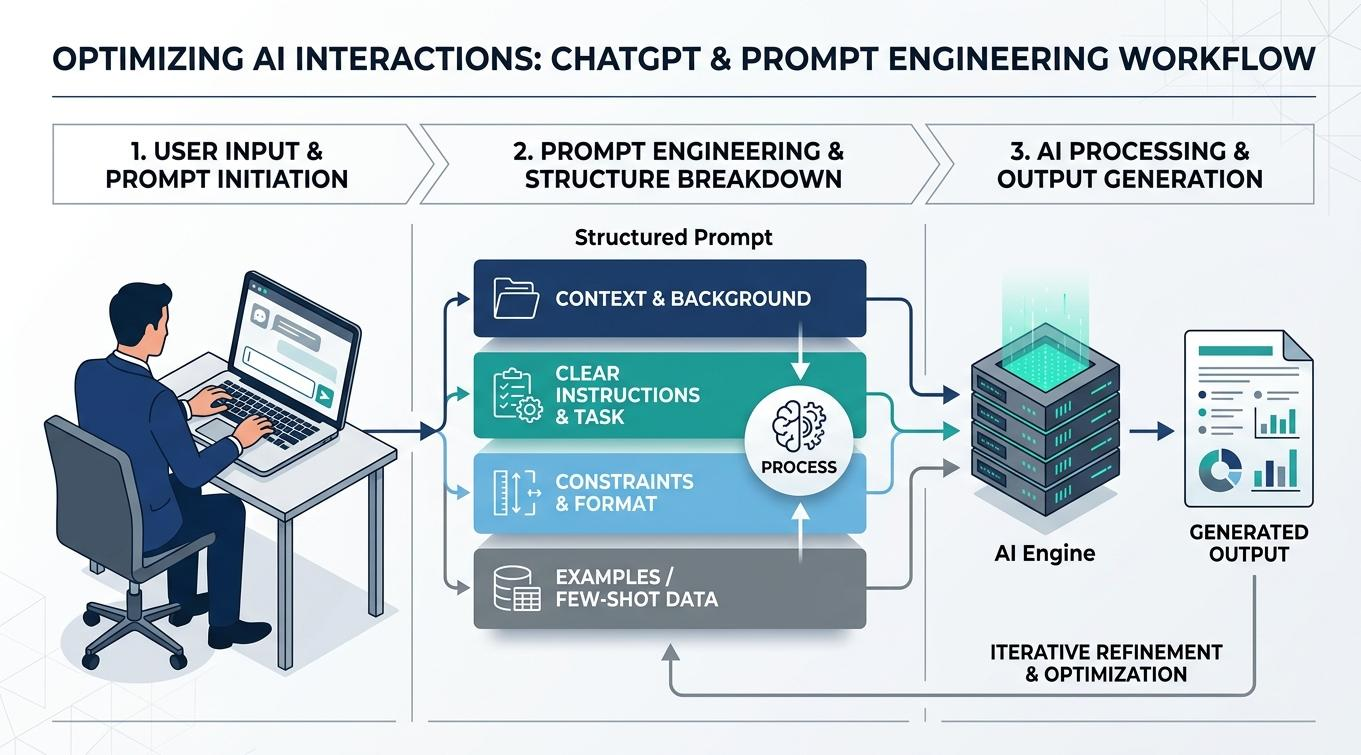 OPTIMIZING AI INTERACTIONS: CHATGPT & PROMPT ENGINEERING WORKFLOW
1. USER INPUT &
PROMPT INITIATION
2. PROMPT ENGINEERING &
STRUCTURE BREAKDOWN
3. AI PROCESSING &
OUTPUT GENERATION
Structured Prompt
CONTEXT & BACKGROUND
CLEAR
INSTRUCTIONS
& TASK
PROCESS
CONSTRAINTS
& FORMAT
EXAMPLES /
FEW-SHOT DATA
AI Engine
GENERATED
OUTPUT
ITERATIVE REFINEMENT
& OPTIMIZATION